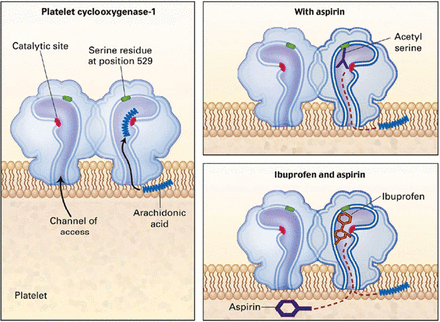 Platelet cyclooxygenase-1
Catalytic site
Serine residue
at position 529
Channel of
access
Arachidonic
acid
Platelet
With aspirin
Acetyl
serine
Ibuprofen and aspirin
Ibuprofen
Aspirin